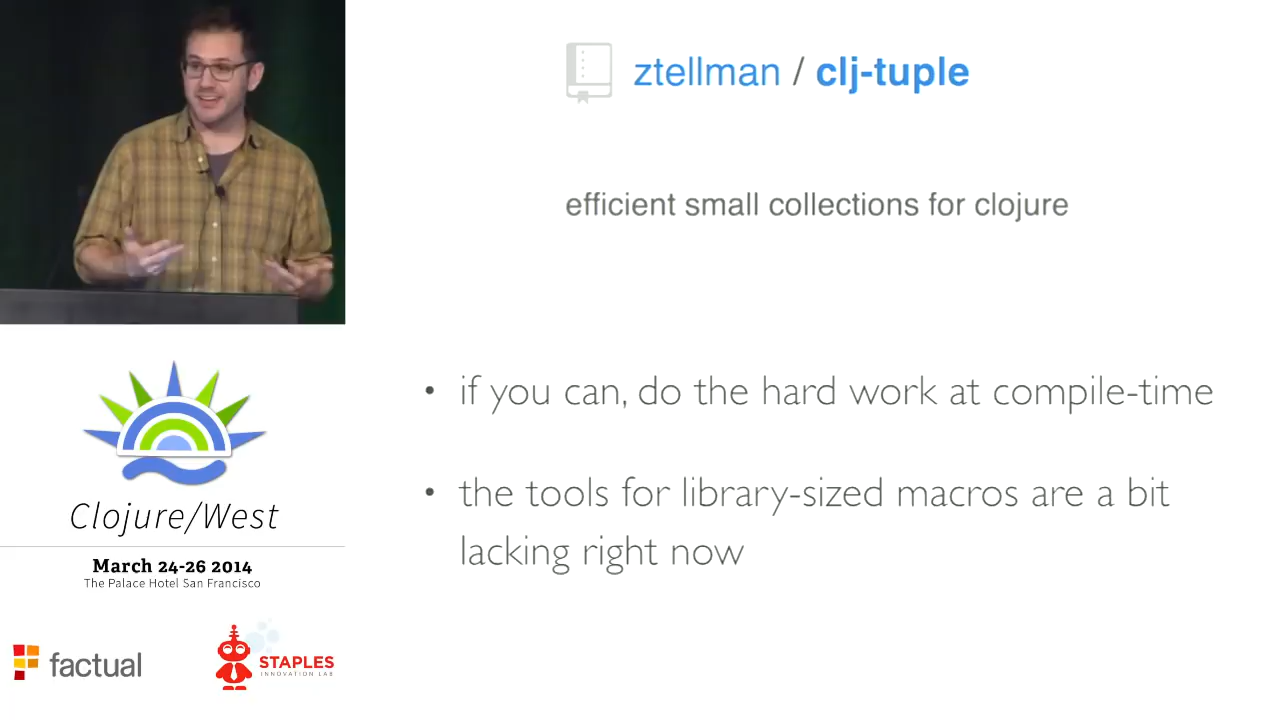 ztellman / clj-tuple
efficient small collections for clojure
• if you can, do the hard work at compile-time
• the tools for library-sized macros are a bit
lacking right now
Clojure/West
March 24-26 2014
The Palace Hotel San Francisco
factual
STAPLES
INNOVATION LAB